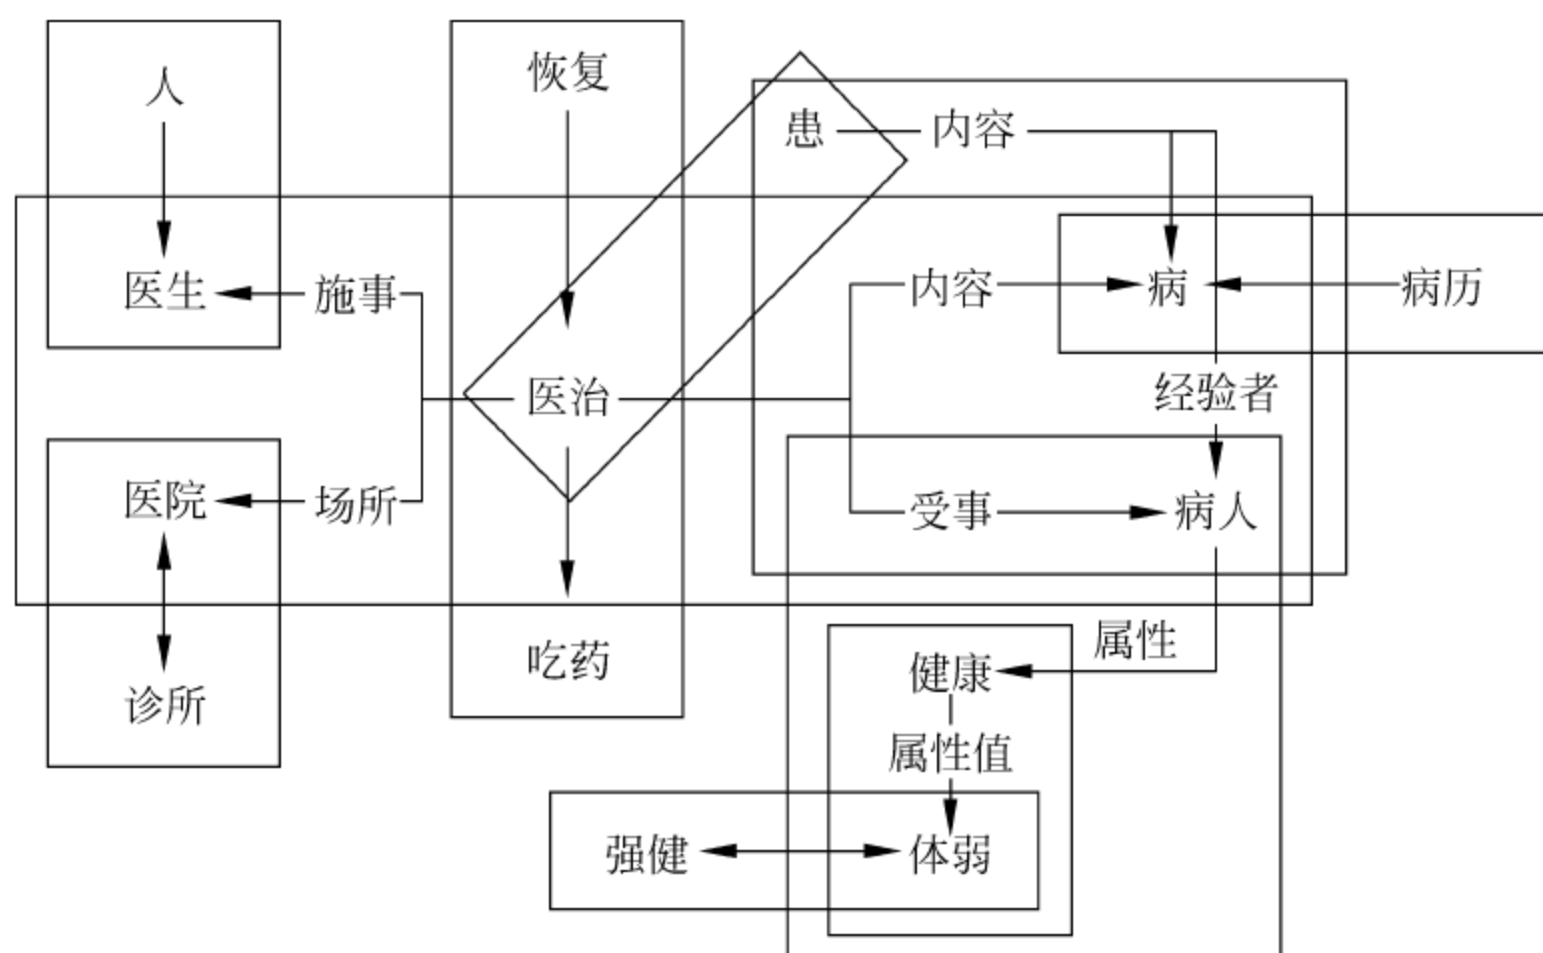 人
恢复
患
内容
医生
施事
内容
病
病历
医治
经验者
医院
场所
受事
病人
诊所
吃药
属性
健康
属性值
强健
体弱